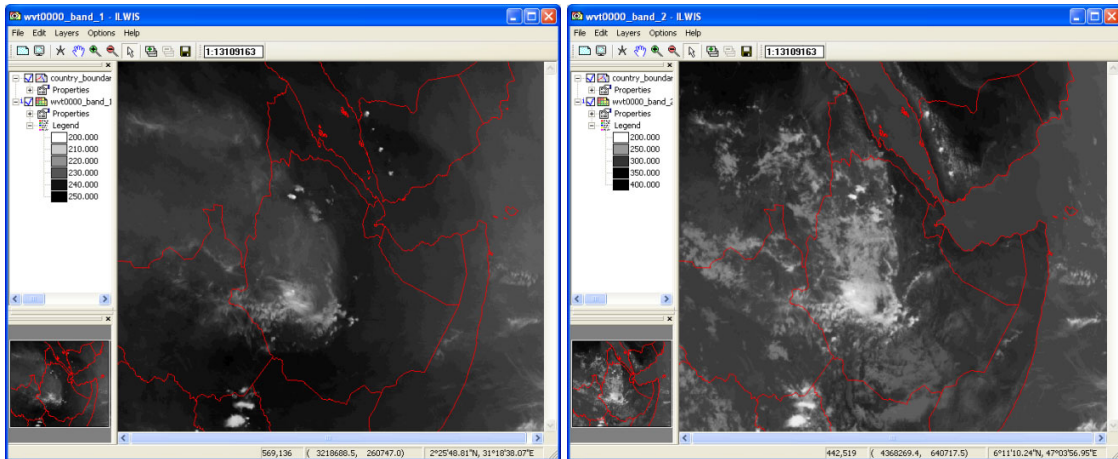 wvt0000_band_1 - ILWIS
File Edit Layers Options Help
1:13109163
country_boundar
Properties
wvt0000_band_1
Properties
Legend
200.000
210.000
220.000
230.000
240.000
250.000
569,136 ( 3218688.5, 260747.0) 2°25'48.81"N, 31°18'38.07"E
wvt0000_band_2 - ILWIS
File Edit Layers Options Help
1:13109163
country_boundar
Properties
wvt0000_band_2
Properties
Legend
200.000
250.000
300.000
350.000
400.000
442,519 ( 4368269.4, 640717.5) 6°11'10.24"N, 47°03'56.95"E